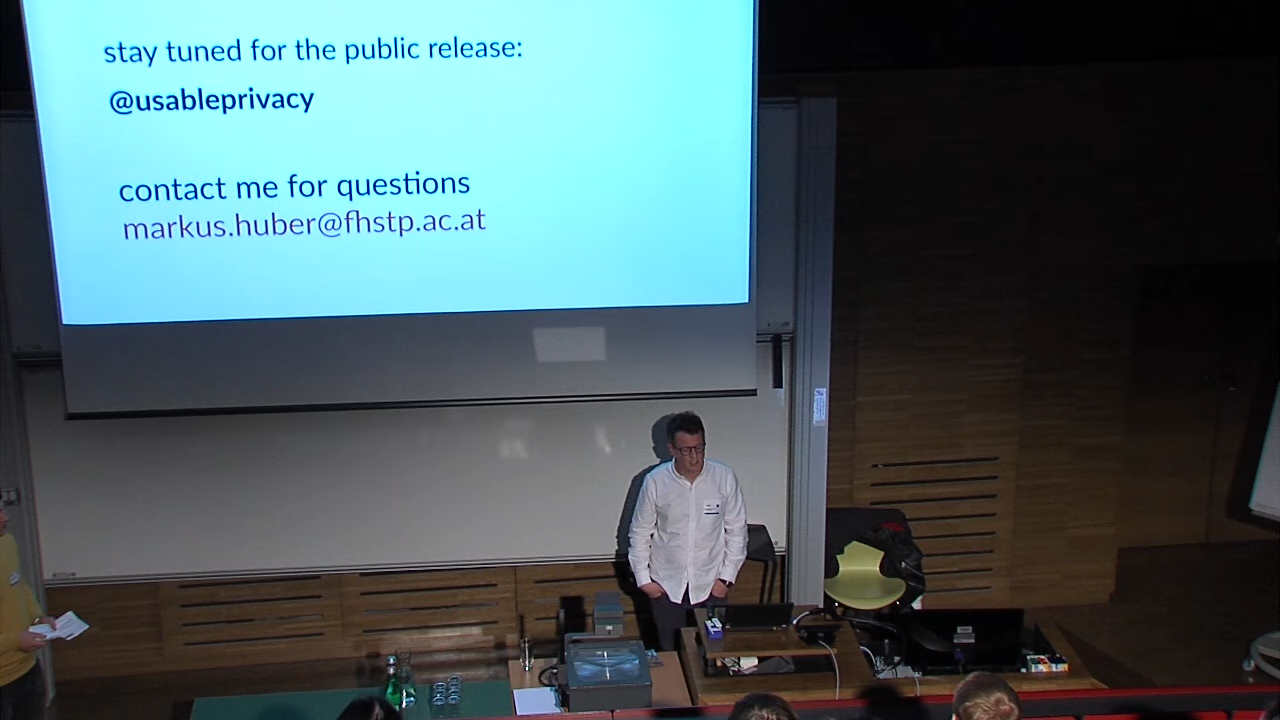 stay tuned for the public release:
@usableprivacy
contact me for questions
markus.huber@fhstp.ac.at